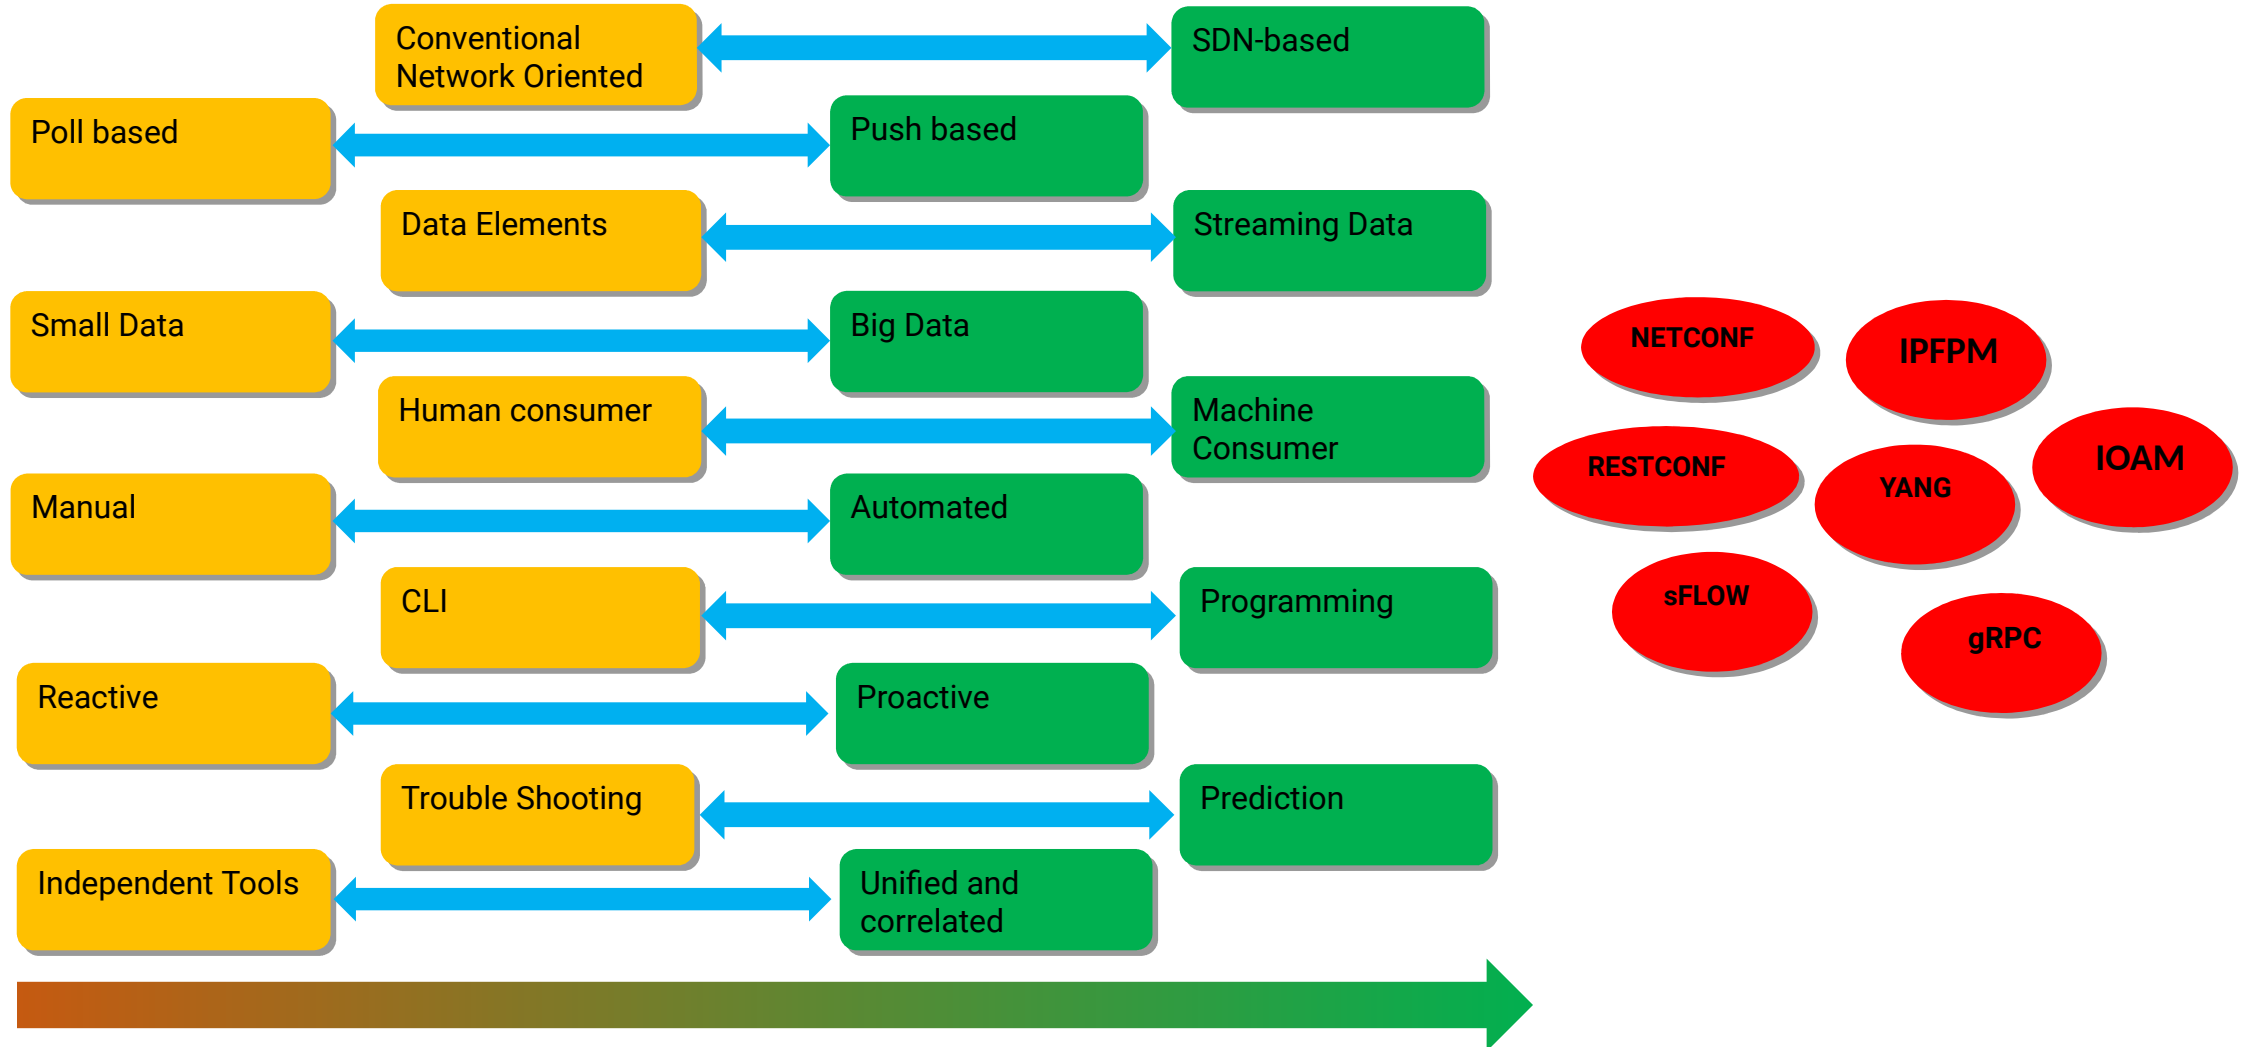 Conventional
Network Oriented
SDN-based
Poll based
Push based
Data Elements
Streaming Data
Small Data
Big Data
Human consumer
Machine
Consumer
Manual
Automated
CLI
Programming
Reactive
Proactive
Trouble Shooting
Prediction
Independent Tools
Unified and
correlated
NETCONF
IPFPM
RESTCONF
YANG
IOAM
sFLOW
gRPC